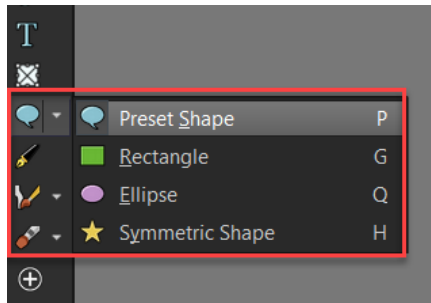 T
Preset Shape P
Rectangle G
Ellipse Q
Symmetric Shape H